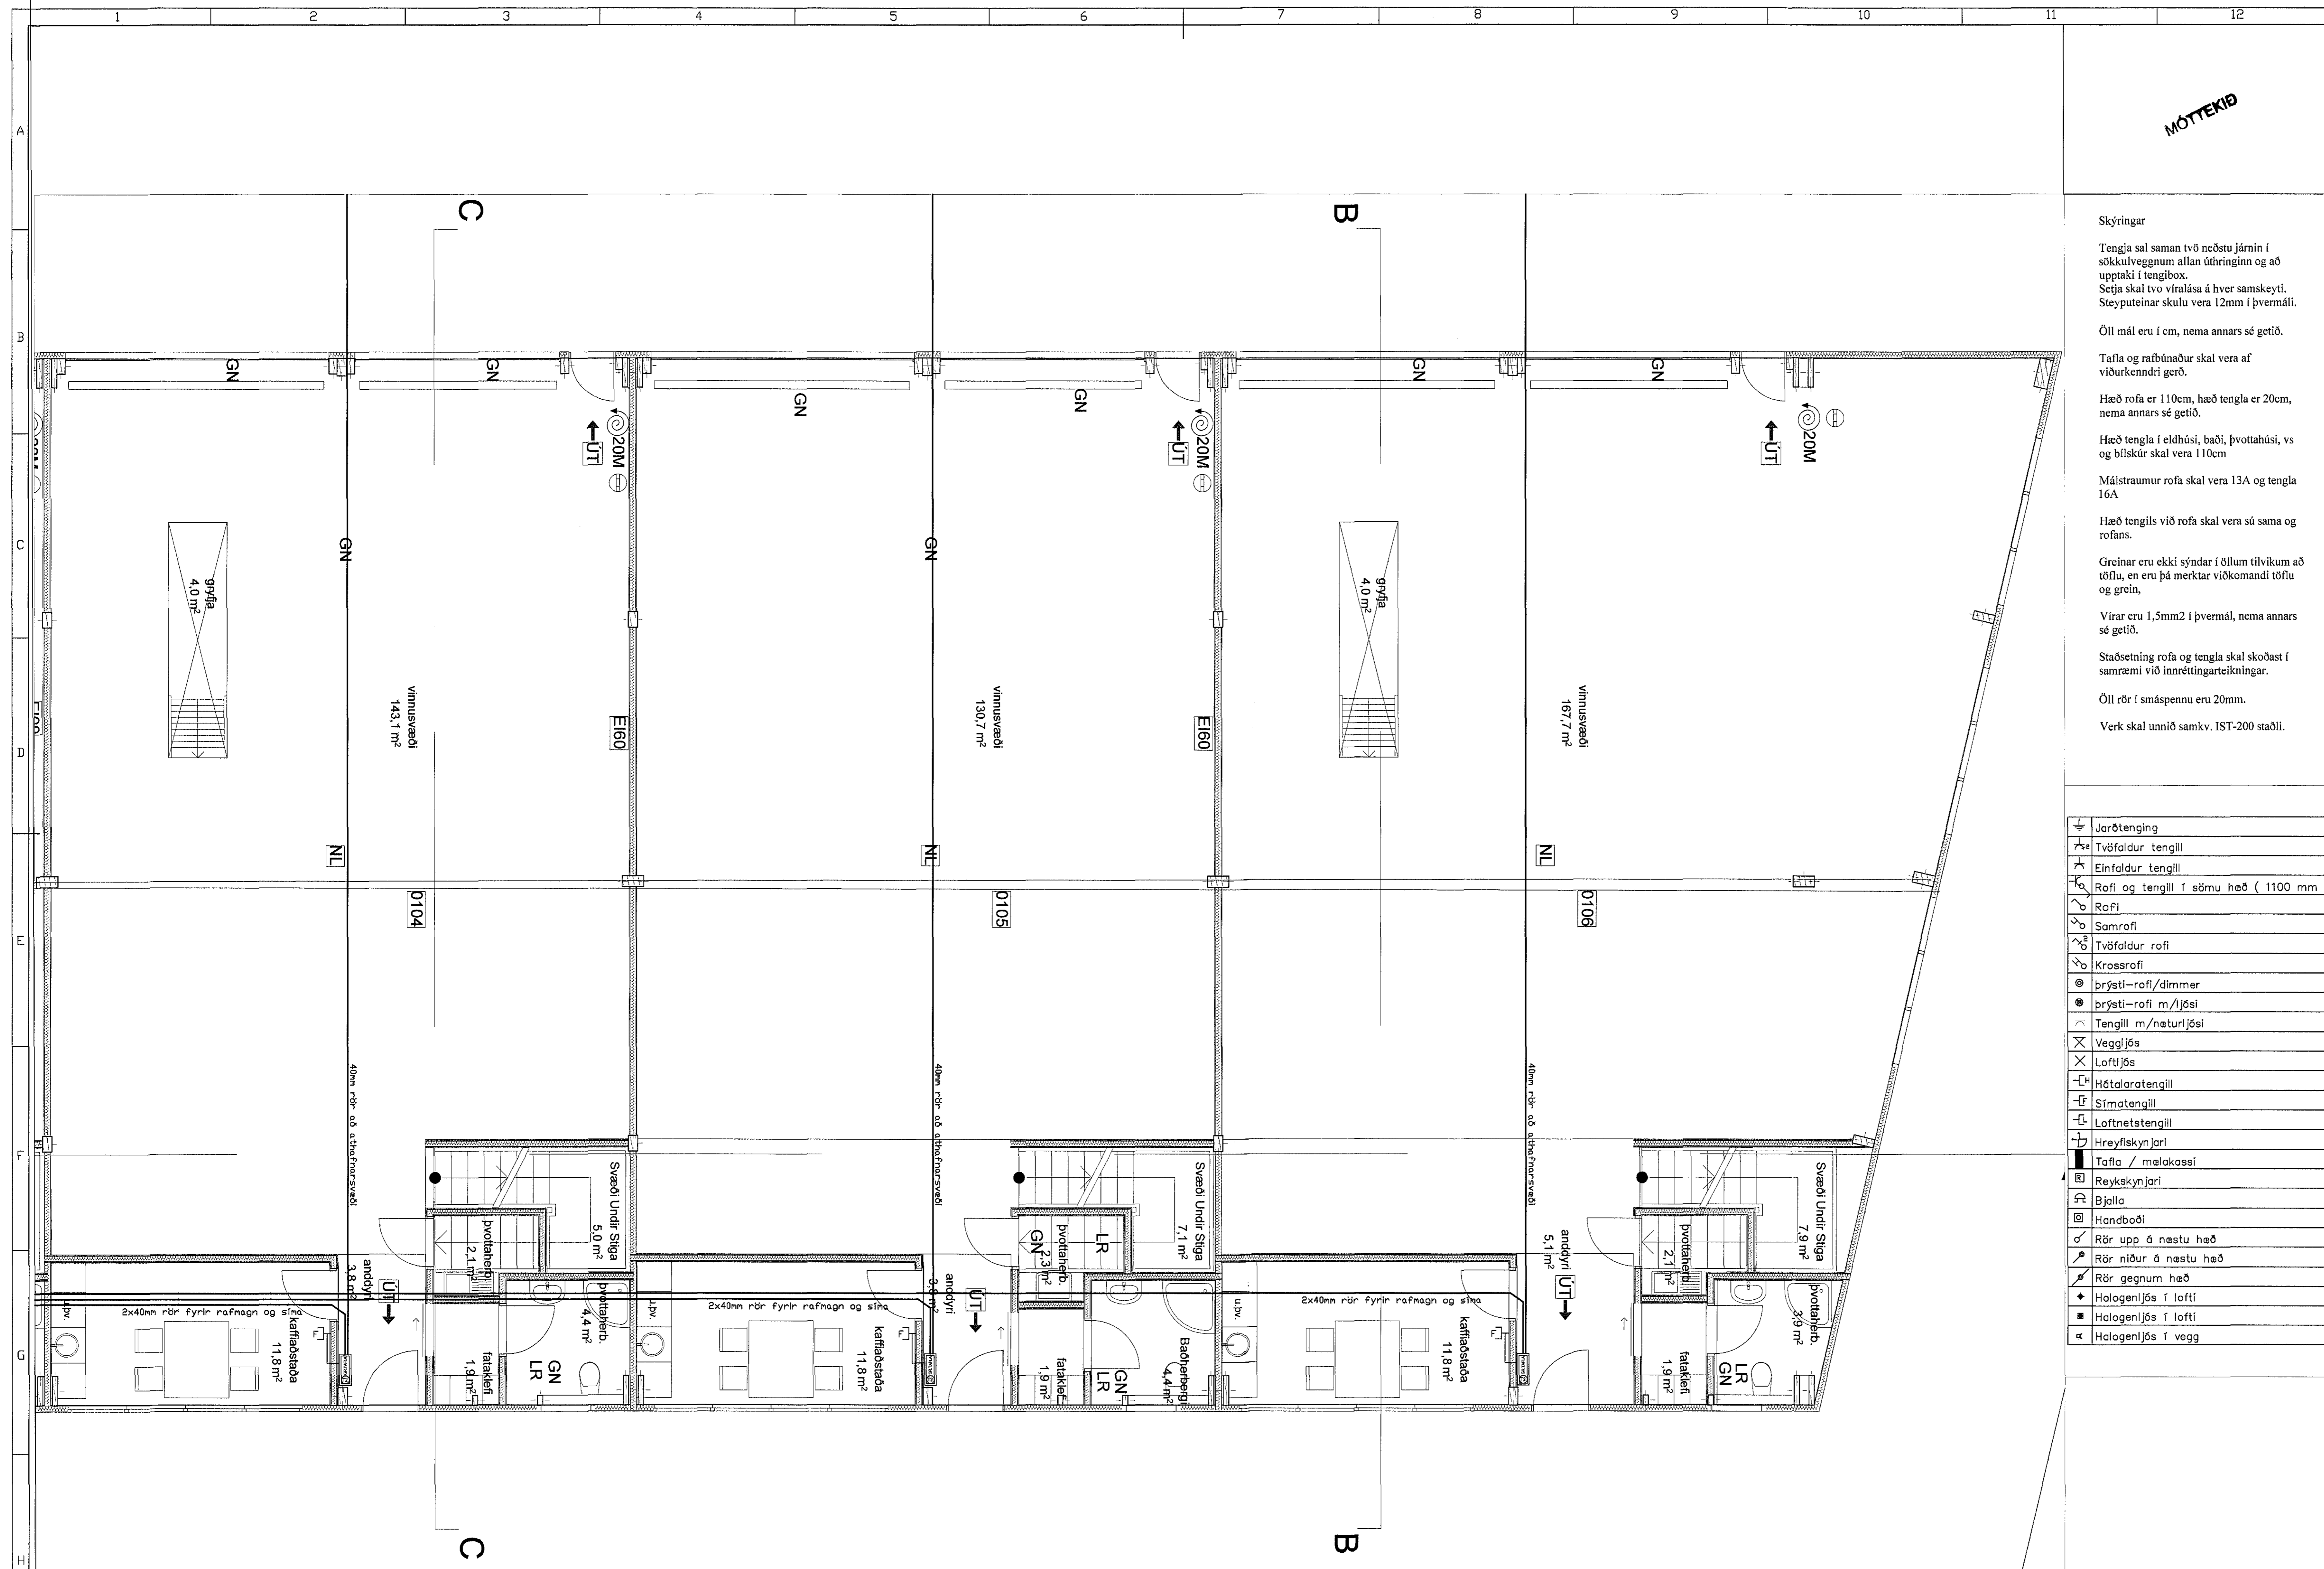 1 2 3 4 5 6 7 8 9 10 11 12
A
B
C
D
E
F
G
H
MÓTTEKIÐ
C
B
GN
GN
GN
GN
GN
GN
20M
ÚT
20M
ÚT
20M
ÚT
GN
GN
gryfja
4,0 m²
gryfja
4,0 m²
vinnusvæði
143,1 m²
EI60
vinnusvæði
130,7 m²
EI60
vinnusvæði
167,7 m²
NL
NL
NL
0104
0105
0106
40mm rör að athafnarsvæði
40mm rör að athafnarsvæði
40mm rör að athafnarsvæði
Svæði Undir Stiga
5,0 m²
þvottaherb.
2,1 m²
anddyri
3,8 m²
ÚT
þvottaherb.
4,4 m²
fataklefi
1,9 m²
GN
LR
u.þv.
2x40mm rör fyrir rafmagn og síma
kaffiaðstaða
11,8 m²
Svæði Undir Stiga
7,1 m²
LR
þvottaherb.
2,3 m²
GN
anddyri
ÚT
Baðherbergi
4,4 m²
fataklefi
1,9 m²
GN
LR
u.þv.
2x40mm rör fyrir rafmagn og síma
kaffiaðstaða
11,8 m²
Svæði Undir Stiga
7,9 m²
þvottaherb.
2,1 m²
anddyri
5,1 m²
ÚT
þvottaherb.
3,9 m²
fataklefi
1,9 m²
LR
GN
u.þv.
2x40mm rör fyrir rafmagn og síma
kaffiaðstaða
11,8 m²
C
B
Skýringar
Tengja sal saman tvö neðstu járnin í
sökkulveggnum allan úthringinn og að
upptaki í tengibox.
Setja skal tvo víralása á hver samskeyti.
Steyputeinar skulu vera 12mm í þvermáli.
Öll mál eru í cm, nema annars sé getið.
Tafla og rafbúnaður skal vera af
viðurkenndri gerð.
Hæð rofa er 110cm, hæð tengla er 20cm,
nema annars sé getið.
Hæð tengla í eldhúsi, baði, þvottahúsi, vs
og bílskúr skal vera 110cm
Málstraumur rofa skal vera 13A og tengla
16A
Hæð tengils við rofa skal vera sú sama og
rofans.
Greinar eru ekki sýndar í öllum tilvikum að
töflu, en eru þá merktar viðkomandi töflu
og grein,
Vírar eru 1,5mm2 í þvermál, nema annars
sé getið.
Staðsetning rofa og tengla skal skoðast í
samræmi við innréttingarteikningar.
Öll rör í smáspennu eru 20mm.
Verk skal unnið samkv. IST-200 staðli.
Jarðtenging
Tvöfaldur tengill
Einfaldur tengill
Rofi og tengill í sömu hæð ( 1100 mm
Rofi
Samrofi
Tvöfaldur rofi
Krossrofi
Þrýsti-rofi/dimmer
Þrýsti-rofi m/ljósi
Tengill m/næturljósi
Veggljós
Loftljós
Hátalaratengill
Símatengill
Loftnetstengill
Hreyfiskynjari
Tafla / mælakassi
Reykskynjari
Bjalla
Handboði
Rör upp á næstu hæð
Rör niður á næstu hæð
Rör gegnum hæð
Halogenljós í lofti
Halogenljós í lofti
Halogenljós í vegg